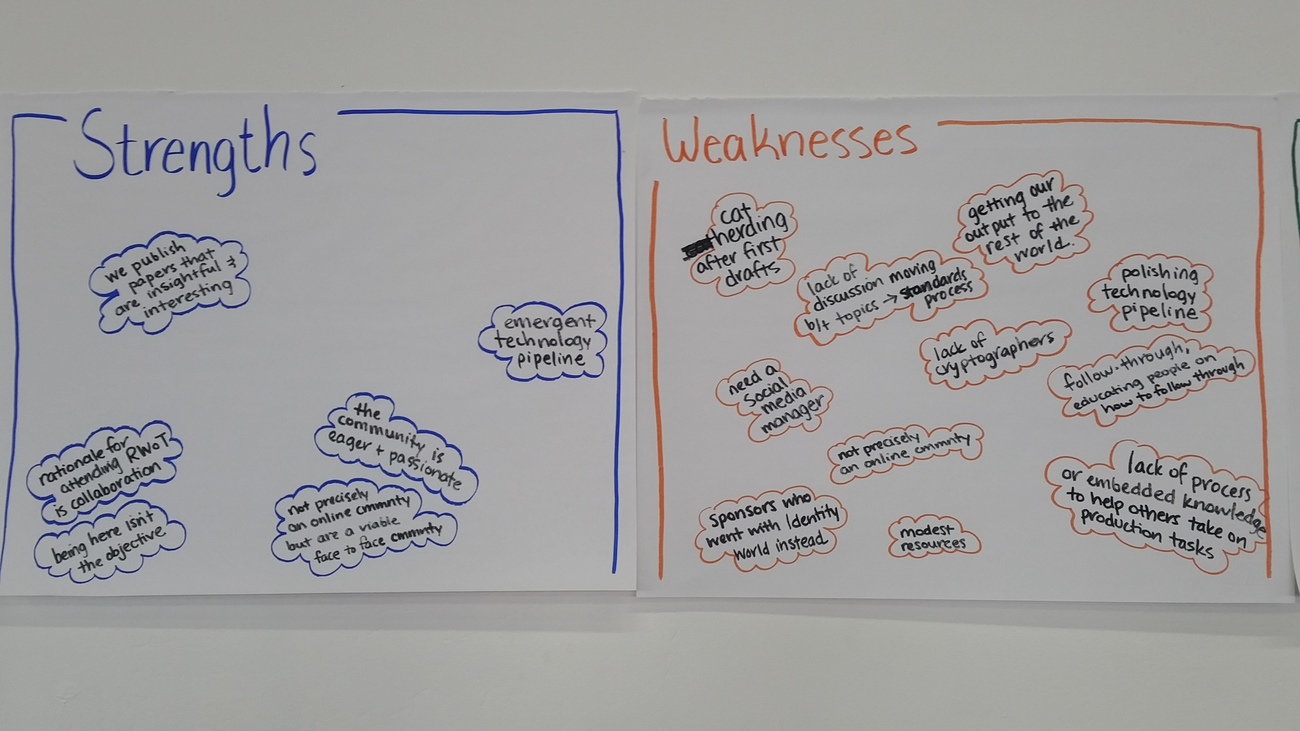 Strengths
we publish
papers that
are insightful &
interesting
emergent
technology
pipeline
the
community is
eager + passionate
rationale for
attending RWoT
is collaboration
being here isn't
the objective
not precisely
an online cmmnty
but are a viable
face to face cmmnty
Weaknesses
cat
herding
after first
drafts
lack of
discussion moving
b/t topics → standards
process
getting our
output to the
rest of the
world.
polishing
technology
pipeline
lack of
cryptographers
follow-through,
educating people on
how to follow through
need a
social
media
manager
not precisely
an online cmmnty
sponsors who
went with Identity
World instead
modest
resources
lack of process
or embedded knowledge
to help others take on
production tasks